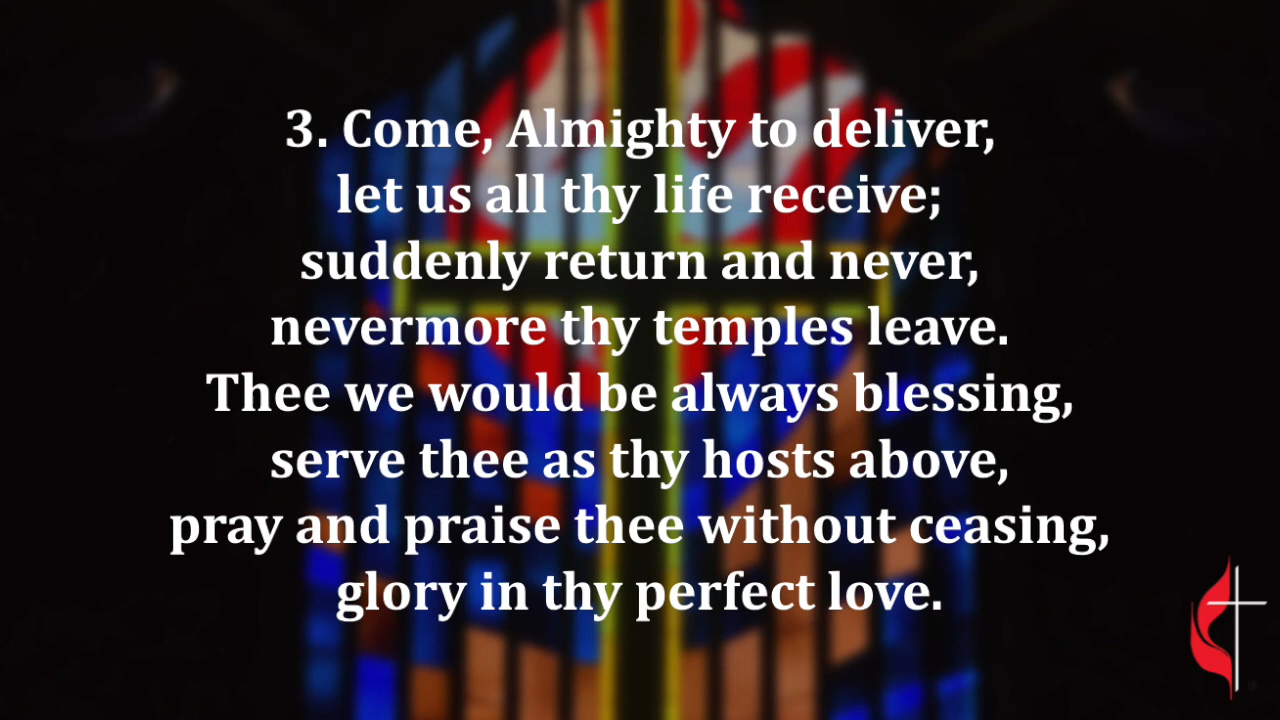 3. Come, Almighty to deliver,
let us all thy life receive;
suddenly return and never,
nevermore thy temples leave.
Thee we would be always blessing,
serve thee as thy hosts above,
pray and praise thee without ceasing,
glory in thy perfect love.